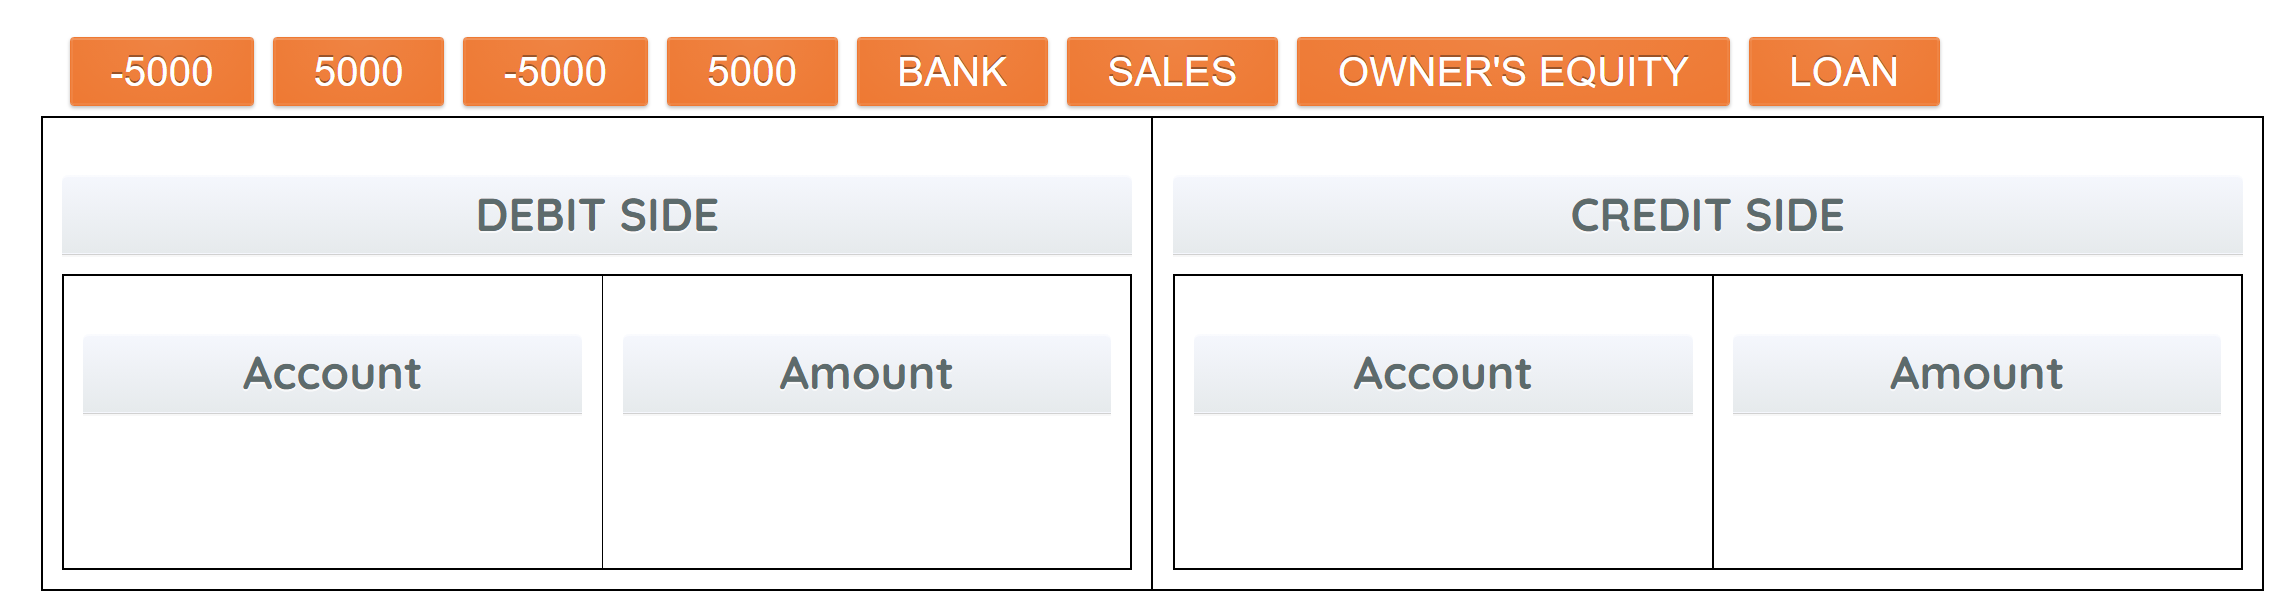 -5000 5000 -5000 5000 BANK SALES OWNER'S EQUITY LOAN
DEBIT SIDE
CREDIT SIDE
Account
Amount
Account
Amount